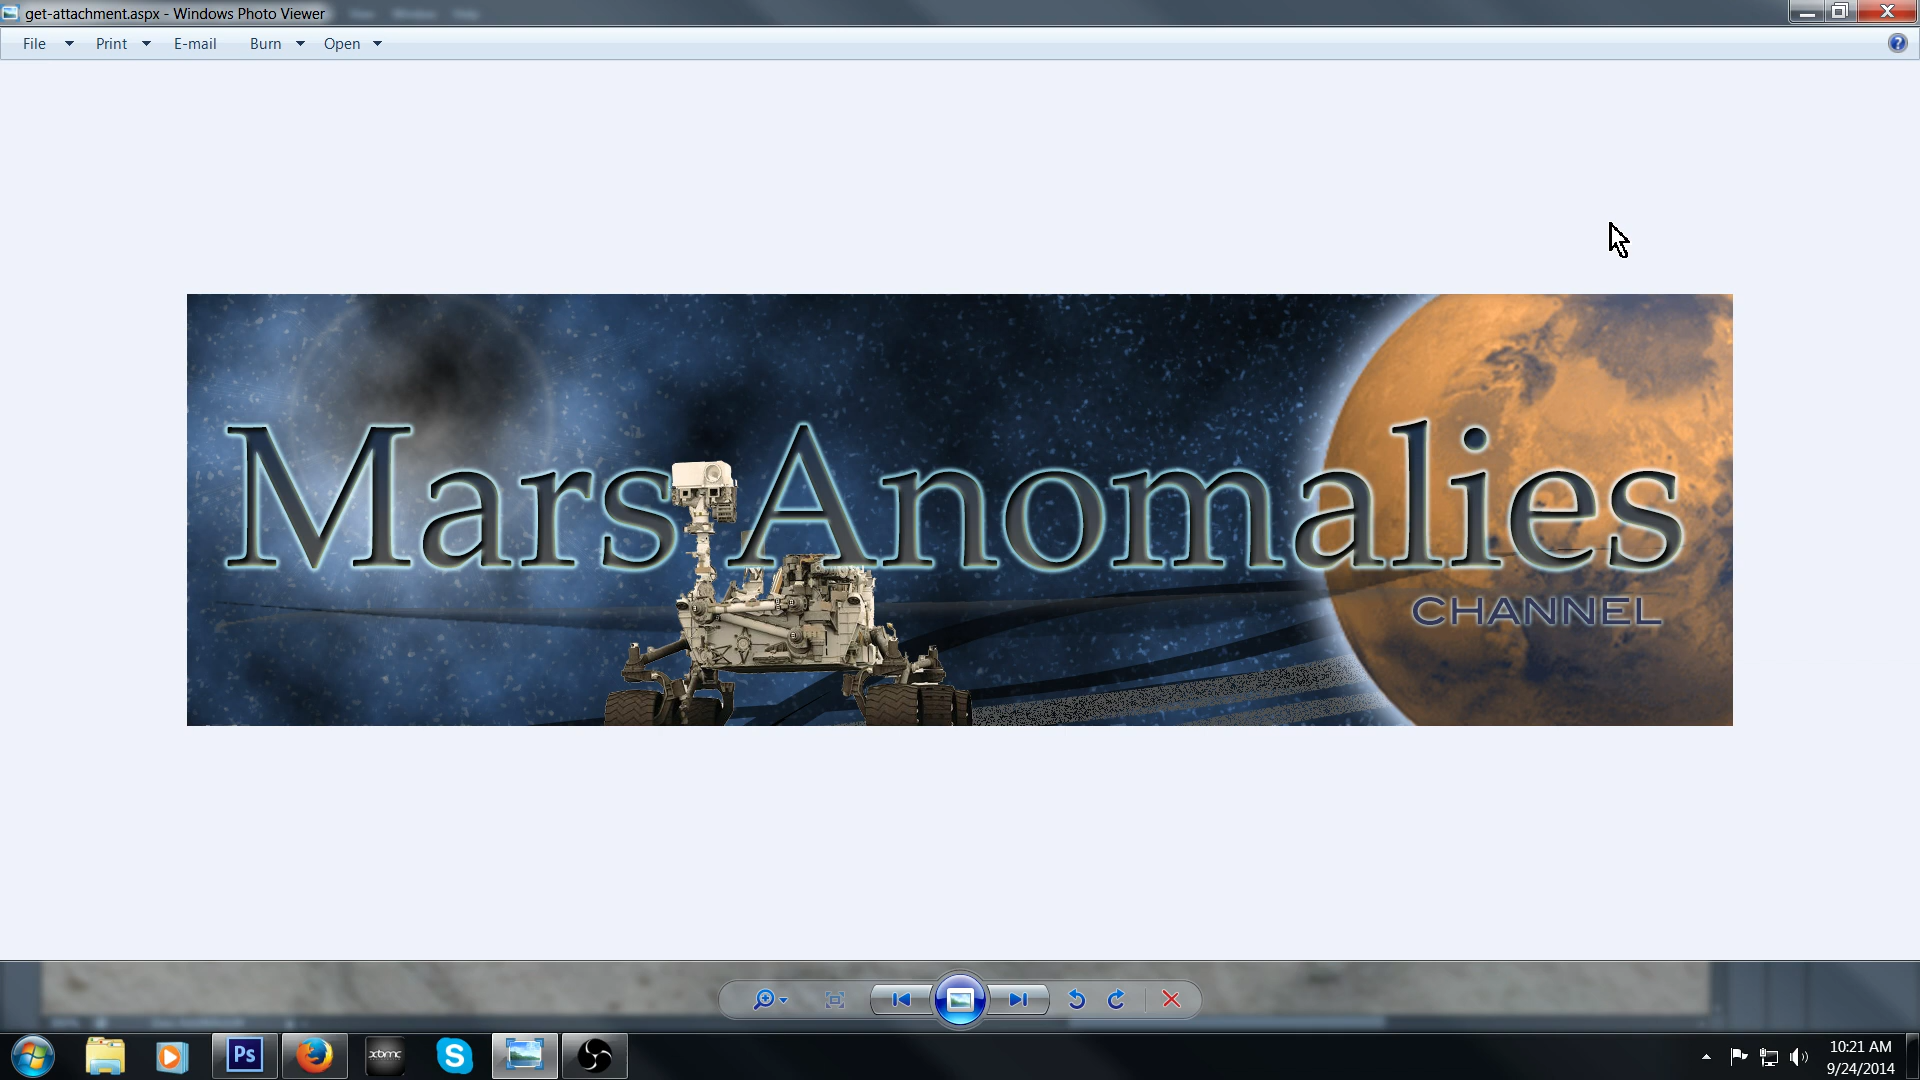 get-attachment.aspx - Windows Photo Viewer
File Print E-mail Burn Open
Mars Anomalies
CHANNEL
Ps xbmc
10:21 AM
9/24/2014